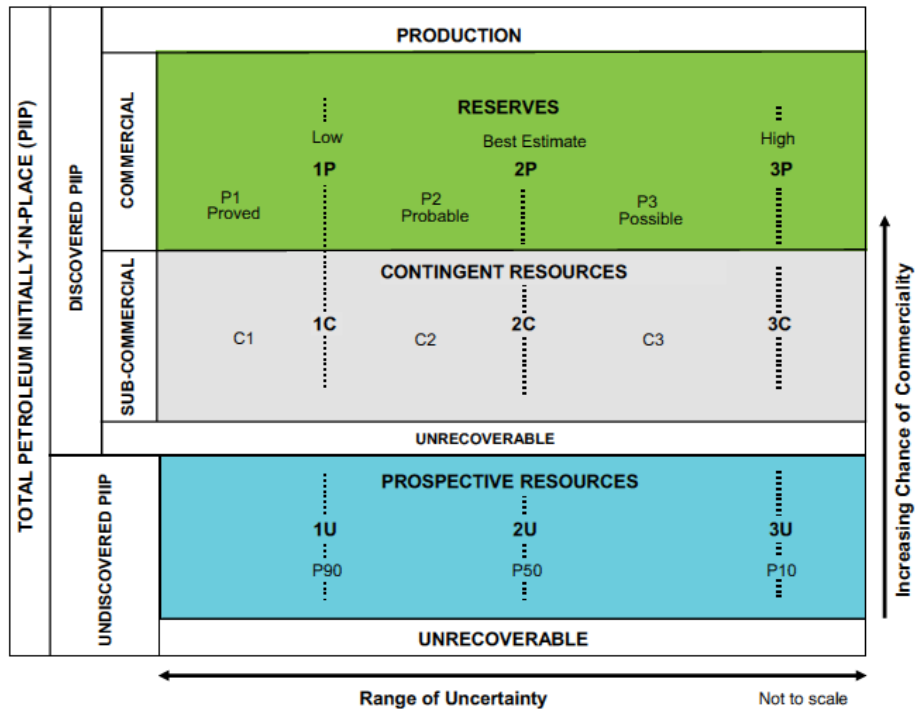 TOTAL PETROLEUM INITIALLY-IN-PLACE (PIIP)
DISCOVERED PIIP
UNDISCOVERED PIIP
COMMERCIAL
SUB-COMMERCIAL
PRODUCTION
RESERVES
Low
Best Estimate
High
1P
2P
3P
P1
Proved
P2
Probable
P3
Possible
CONTINGENT RESOURCES
1C
2C
3C
C1
C2
C3
UNRECOVERABLE
PROSPECTIVE RESOURCES
1U
2U
3U
P90
P50
P10
UNRECOVERABLE
Increasing Chance of Commerciality
Range of Uncertainty
Not to scale